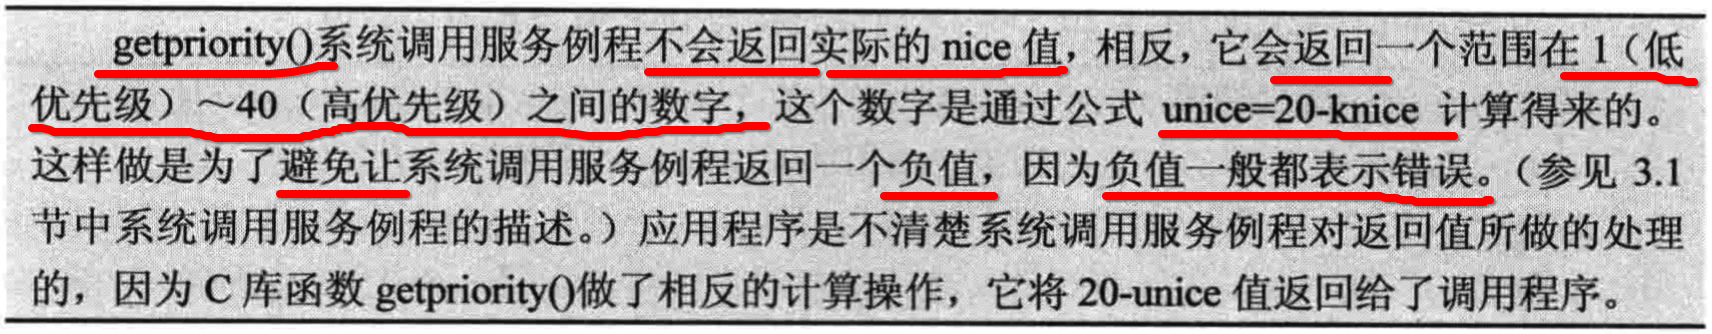 getpriority()系统调用服务例程不会返回实际的 nice 值，相反，它会返回一个范围在 1（低
优先级）～40（高优先级）之间的数字，这个数字是通过公式 unice=20-knice 计算得来的。
这样做是为了避免让系统调用服务例程返回一个负值，因为负值一般都表示错误。（参见 3.1
节中系统调用服务例程的描述。）应用程序是不清楚系统调用服务例程对返回值所做的处理
的，因为 C 库函数 getpriority()做了相反的计算操作，它将 20-unice 值返回给了调用程序。